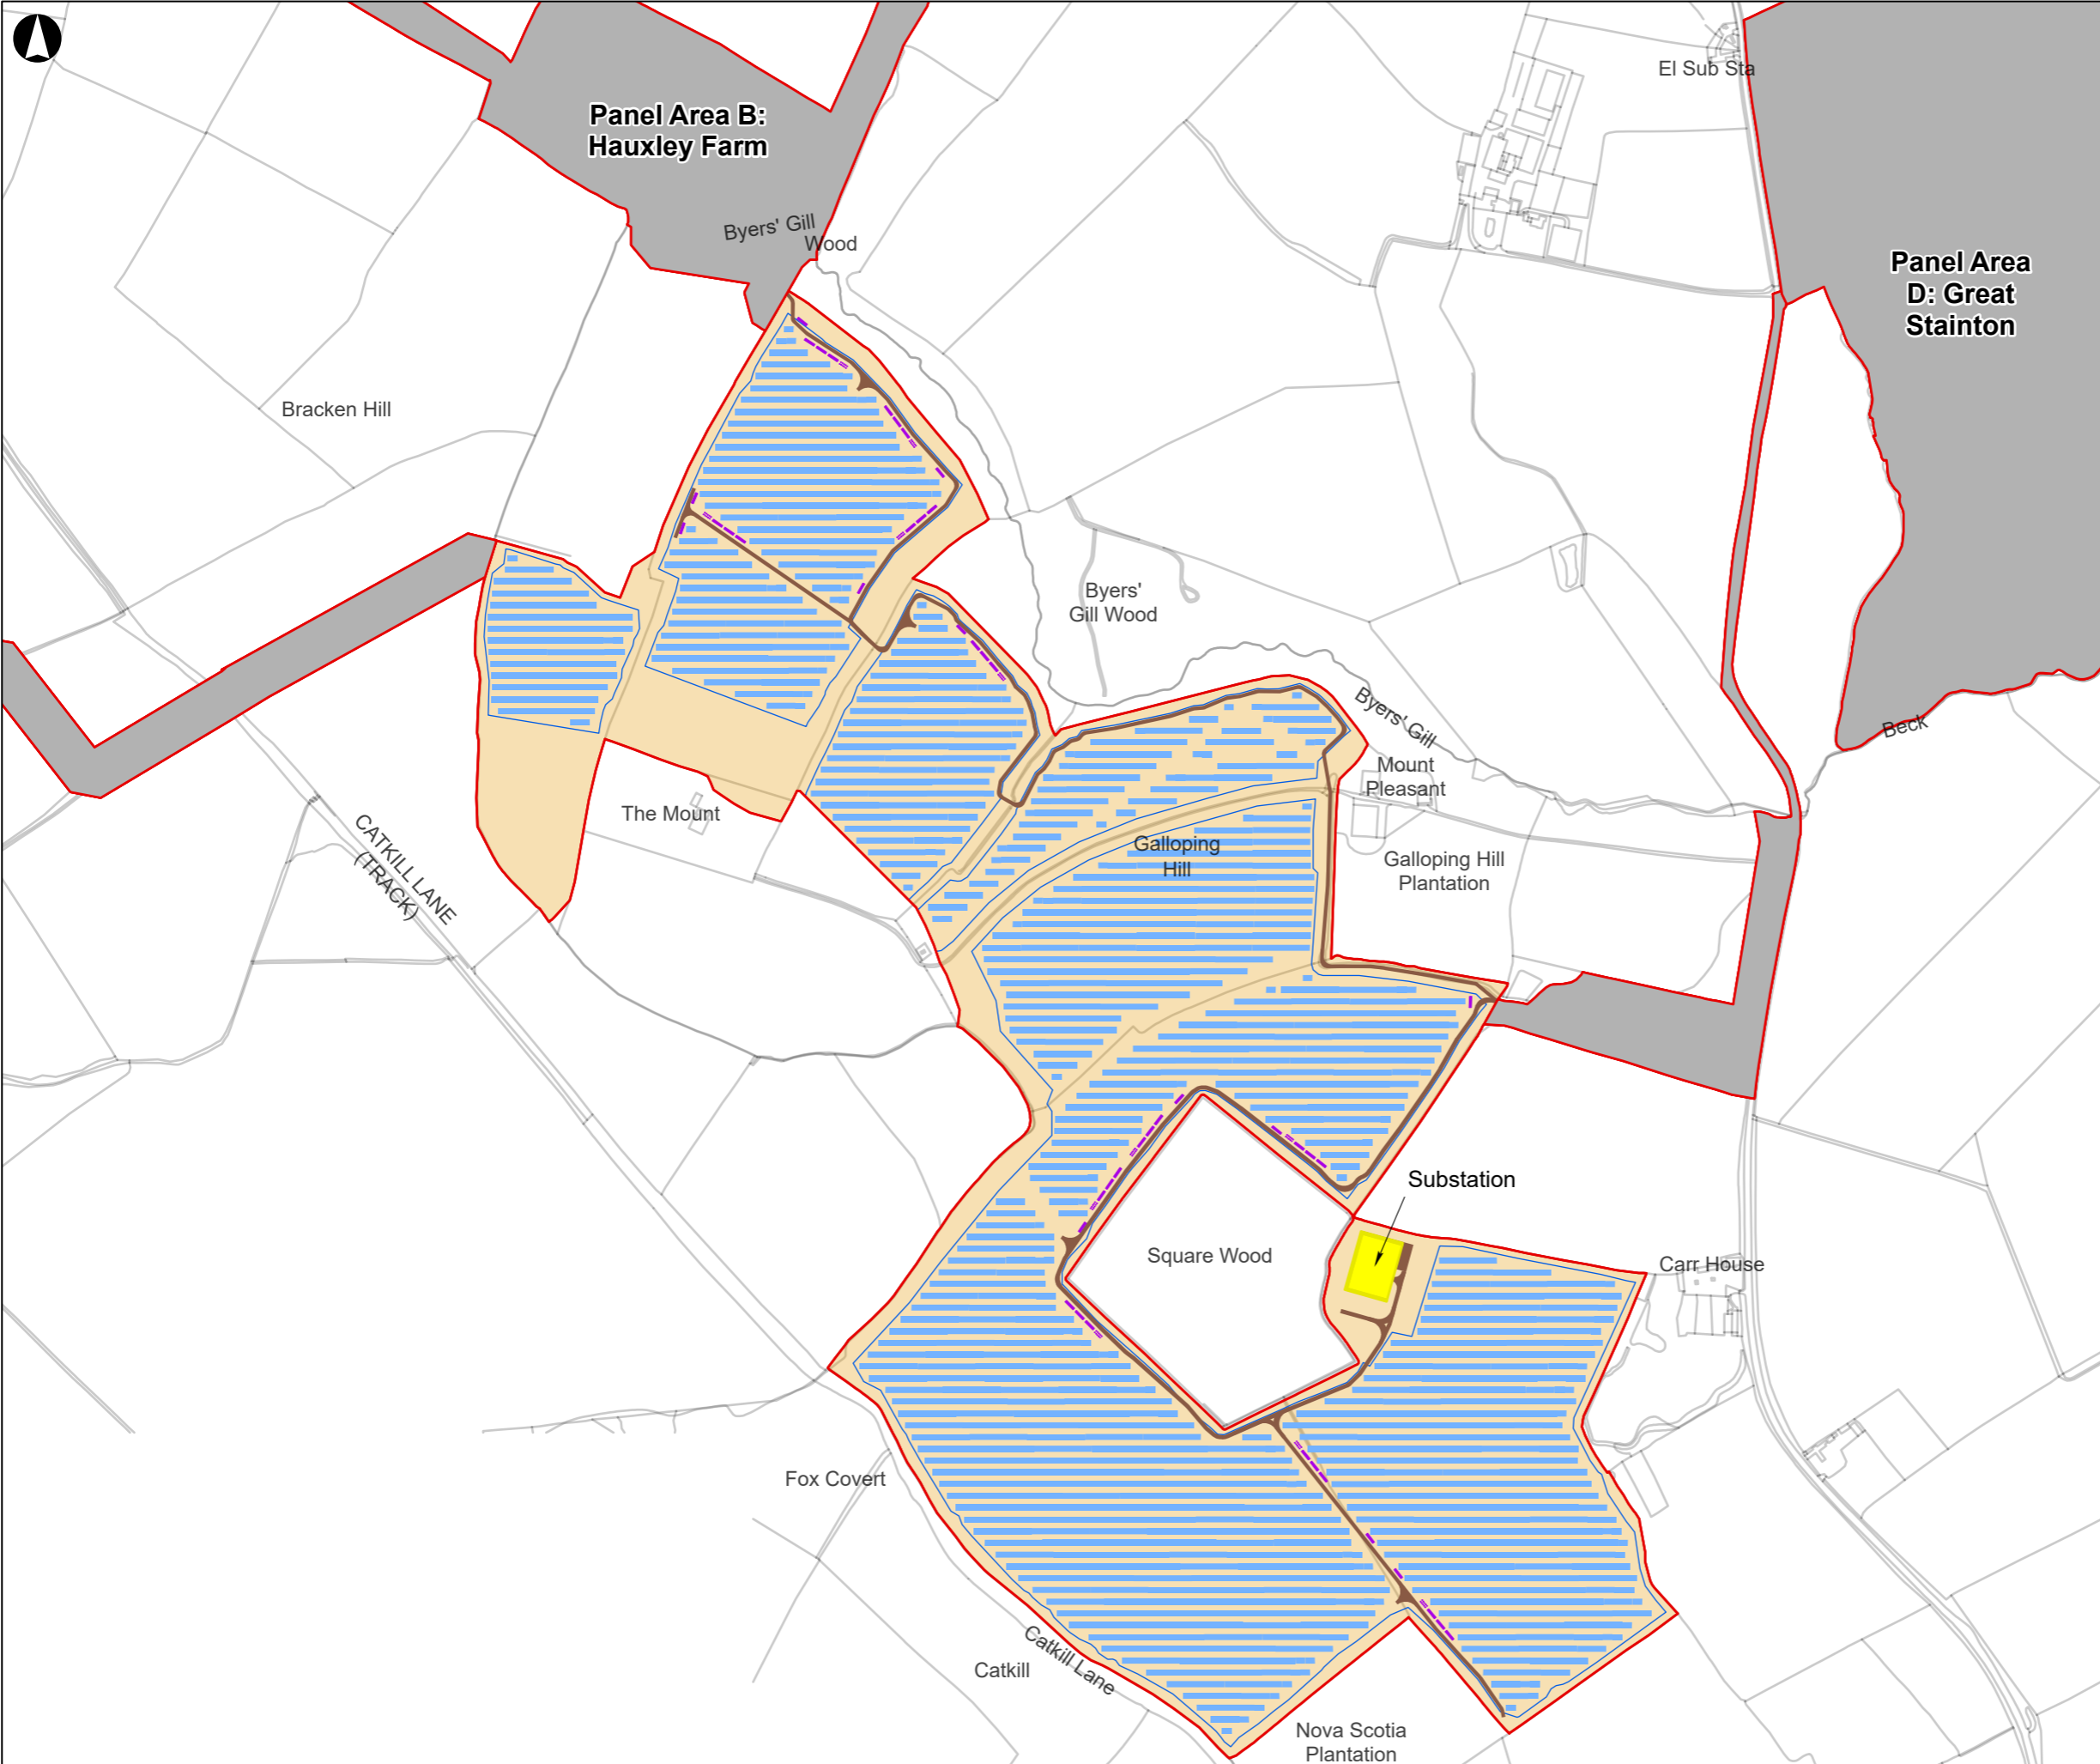 El Sub Sta
Panel Area B:
Hauxley Farm
Byers' Gill
Wood
Panel Area
D: Great
Stainton
Bracken Hill
Byers'
Gill Wood
Byers' Gill
Beck
Mount
Pleasant
The Mount
CATKILL LANE
(TRACK)
Galloping
Hill
Galloping Hill
Plantation
Substation
Square Wood
Carr House
Fox Covert
Catkill Lane
Catkill
Nova Scotia
Plantation